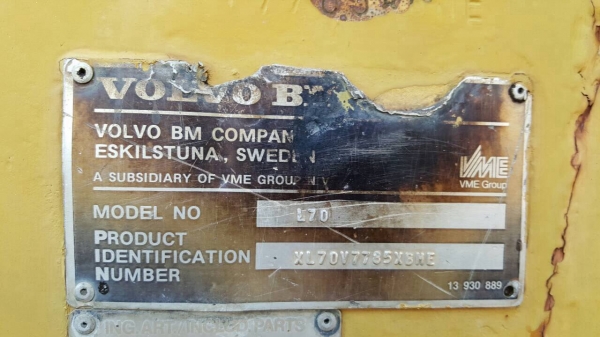 VOLVO B
VOLVO BM COMPAN
ESKILSTUNA, SWEDEN
A SUBSIDIARY OF VME GROUP N.V
VME
VME Group
MODEL NO L70
PRODUCT
IDENTIFICATION
NUMBER
13 930 889
PARTS